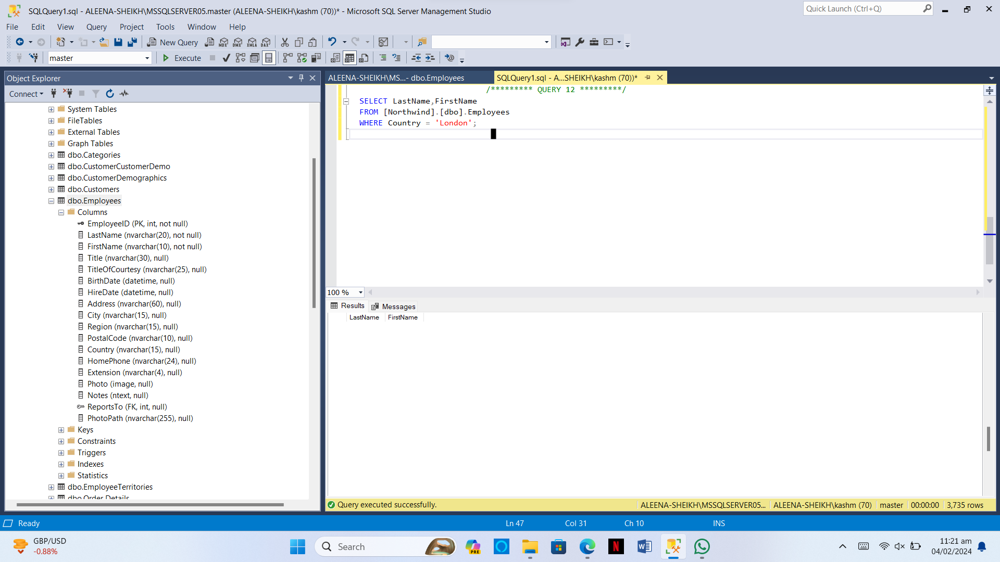 SQLQuery1.sql - ALEENA-SHEIKH\MSSQLSERVER05.master (ALEENA-SHEIKH\kashm (70))* - Microsoft SQL Server Management Studio
Quick Launch (Ctrl+Q)
File Edit View Query Project Tools Window Help
New Query MDX DMX XMLA DAX
master Execute
Object Explorer
ALEENA-SHEIKH\MS...- dbo.Employees
SQLQuery1.sql - A...SHEIKH\kashm (70))*
Connect
System Tables
FileTables
External Tables
Graph Tables
dbo.Categories
dbo.CustomerCustomerDemo
dbo.CustomerDemographics
dbo.Customers
dbo.Employees
Columns
EmployeeID (PK, int, not null)
LastName (nvarchar(20), not null)
FirstName (nvarchar(10), not null)
Title (nvarchar(30), null)
TitleOfCourtesy (nvarchar(25), null)
BirthDate (datetime, null)
HireDate (datetime, null)
Address (nvarchar(60), null)
City (nvarchar(15), null)
Region (nvarchar(15), null)
PostalCode (nvarchar(10), null)
Country (nvarchar(15), null)
HomePhone (nvarchar(24), null)
Extension (nvarchar(4), null)
Photo (image, null)
Notes (ntext, null)
ReportsTo (FK, int, null)
PhotoPath (nvarchar(255), null)
Keys
Constraints
Triggers
Indexes
Statistics
dbo.EmployeeTerritories
dbo.Order Details
/********* QUERY 12 *********/
SELECT LastName,FirstName
FROM [Northwind].[dbo].Employees
WHERE Country = 'London';
100 %
Results Messages
LastName FirstName
Query executed successfully.
ALEENA-SHEIKH\MSSQLSERVER05... ALEENA-SHEIKH\kashm (70) master 00:00:00 3,735 rows
Ready Ln 47 Col 31 Ch 10 INS
GBP/USD
-0.88%
Search
PRE
N
W
11:21 am
04/02/2024